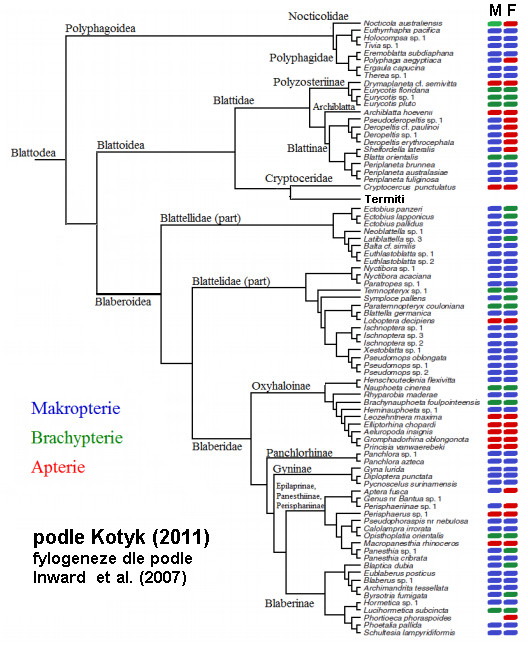 M F
Nocticolidae
Nocticola australiensis
Polyphagoidea
Euthyrrhapha pacifica
Holocompsa sp. 1
Tivia sp. 1
Eremoblatta subdiaphana
Polyphagidae
Polyphaga aegyptiaca
Ergaula capucina
Therea sp. 1
Polyzosteriinae
Drymaplaneta cf. semivitta
Eurycotis floridana
Eurycotis sp. 1
Eurycotis pluto
Blattidae
Archiblatta
Archiblatta hoevenii
Pseudoderopeltis sp. 1
Deropeltis cf. paulinoi
Deropeltis sp. 1
Deropeltis erythrocephala
Blattinae
Shelfordella lateralis
Blatta orientalis
Periplaneta brunnea
Periplaneta australasiae
Periplaneta fuliginosa
Blattodea
Blattoidea
Cryptoceridae
Cryptocercus punctulatus
Termiti
Ectobius panzeri
Blattellidae (part)
Ectobius lapponicus
Ectobius pallidus
Neoblattella sp. 1
Latiblattella sp. 3
Balta cf. similis
Euthlastoblatta sp. 1
Euthlastoblatta sp. 2
Nyctibora sp. 1
Nyctibora acaciana
Paratropes sp. 1
Blattelidae (part)
Temnopteryx sp. 1
Symploce pallens
Blaberoidea
Paratemnopteryx couloniana
Blattella germanica
Loboptera decipiens
Ischnoptera sp. 1
Ischnoptera sp. 3
Ischnoptera sp. 2
Xestoblatta sp. 1
Pseudomops oblongata
Pseudomops sp. 1
Pseudomops sp. 2
Henschoutedenia flexivitta
Oxyhaloinae
Nauphoeta cinerea
Rhyparobia maderae
Brachynauphoeta foulpointeensis
Heminauphoeta sp. 1
Leozehntnera maxima
Elliptorhina chopardi
Aeluropoda insignis
Gromphadorhina oblongonota
Princisia vanwaerebeki
Makropterie
Brachypterie
Apterie
Blaberidae
Panchlorhinae
Panchlora sp. 1
Panchlora azteca
Gyninae
Gyna lurida
Diploptera punctata
Pycnoscelus surinamensis
Epilaprinae,
Panesthiinae,
Perisphariinae
Aptera fusca
Genus nr Bantua sp. 1
Perisphaeriinae sp. 1
Perisphaerus sp. 1
Pseudophoraspis nr nebulosa
Calolampra irrorata
Opisthoplatia orientalis
Macropanesthia rhinoceros
Panesthia sp. 1
Panesthia cribrata
podle Kotyk (2011)
fylogeneze dle podle
Inward et al. (2007)
Blaptica dubia
Eublaberus posticus
Blaberus sp. 1
Archimandrita tessellata
Byrsotria fumigata
Blaberinae
Hormetica sp. 1
Lucihormetica subcincta
Phortioeca phoraspoides
Phoetalia pallida
Schultesia lampyridiformis